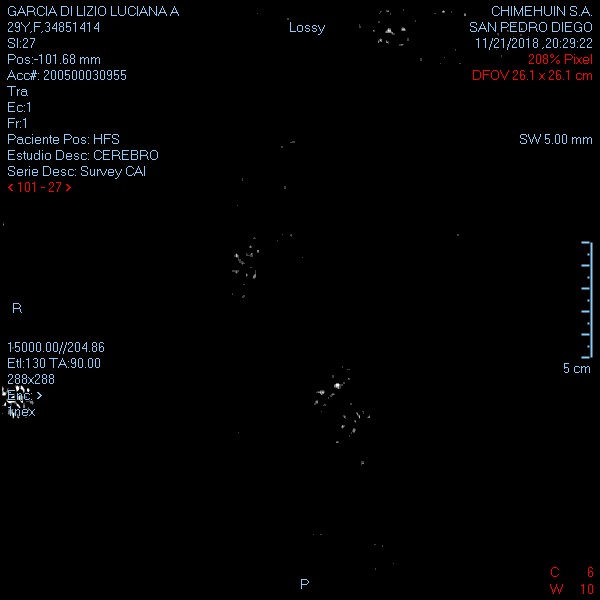 GARCIA DI LIZIO LUCIANA A
29Y,F,34851414
Sl:27
Pos:-101.68 mm
Acc#: 200500030955
Tra
Ec:1
Fr:1
Paciente Pos: HFS
Estudio Desc: CEREBRO
Serie Desc: Survey CAI
< 101 - 27 >
Lossy
CHIMEHUIN S.A.
SAN PEDRO DIEGO
11/21/2018 ,20:29:22
208% Pixel
DFOV 26.1 x 26.1 cm
SW 5.00 mm
R
15000.00//204.86
Etl:130 TA:90.00
288x288
Enc: >
Tnex
5 cm
P
C 6
W 10